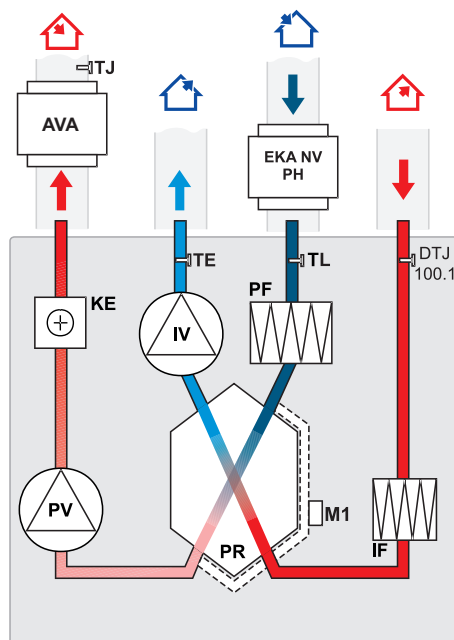 TJ
AVA
EKA NV
PH
TE
TL
DTJ
100.1
KE
PF
IV
PV
M1
PR
IF